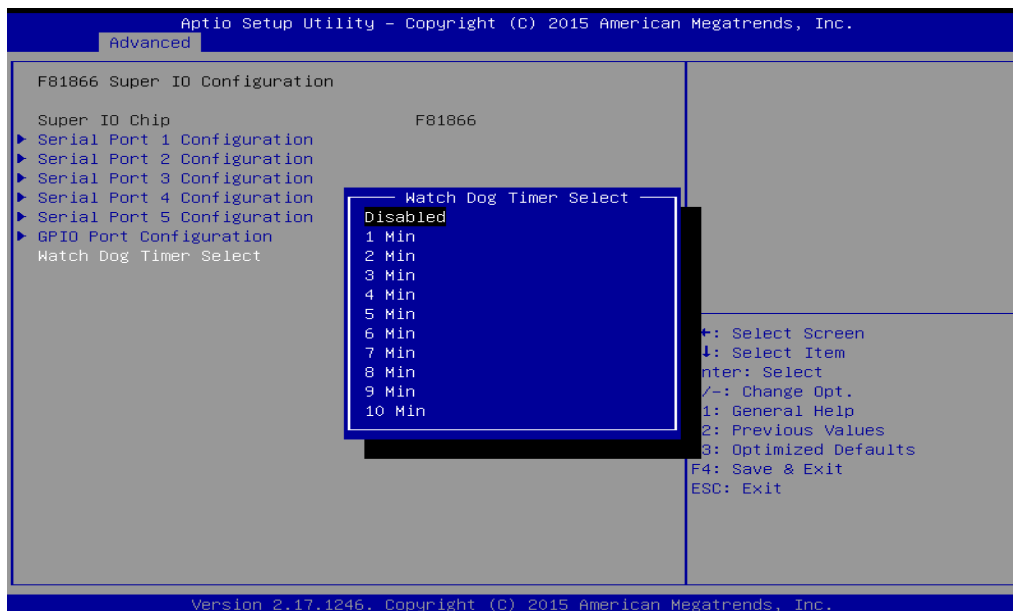 Aptio Setup Utility – Copyright (C) 2015 American Megatrends, Inc.
Advanced
F81866 Super IO Configuration
Super IO Chip F81866
Serial Port 1 Configuration
Serial Port 2 Configuration
Serial Port 3 Configuration
Serial Port 4 Configuration
Serial Port 5 Configuration
GPIO Port Configuration
Watch Dog Timer Select
Watch Dog Timer Select
Disabled
1 Min
2 Min
3 Min
4 Min
5 Min
6 Min
7 Min
8 Min
9 Min
10 Min
: Select Screen
: Select Item
nter: Select
/-: Change Opt.
1: General Help
2: Previous Values
3: Optimized Defaults
F4: Save & Exit
ESC: Exit
Version 2.17.1246. Copyright (C) 2015 American Megatrends, Inc.